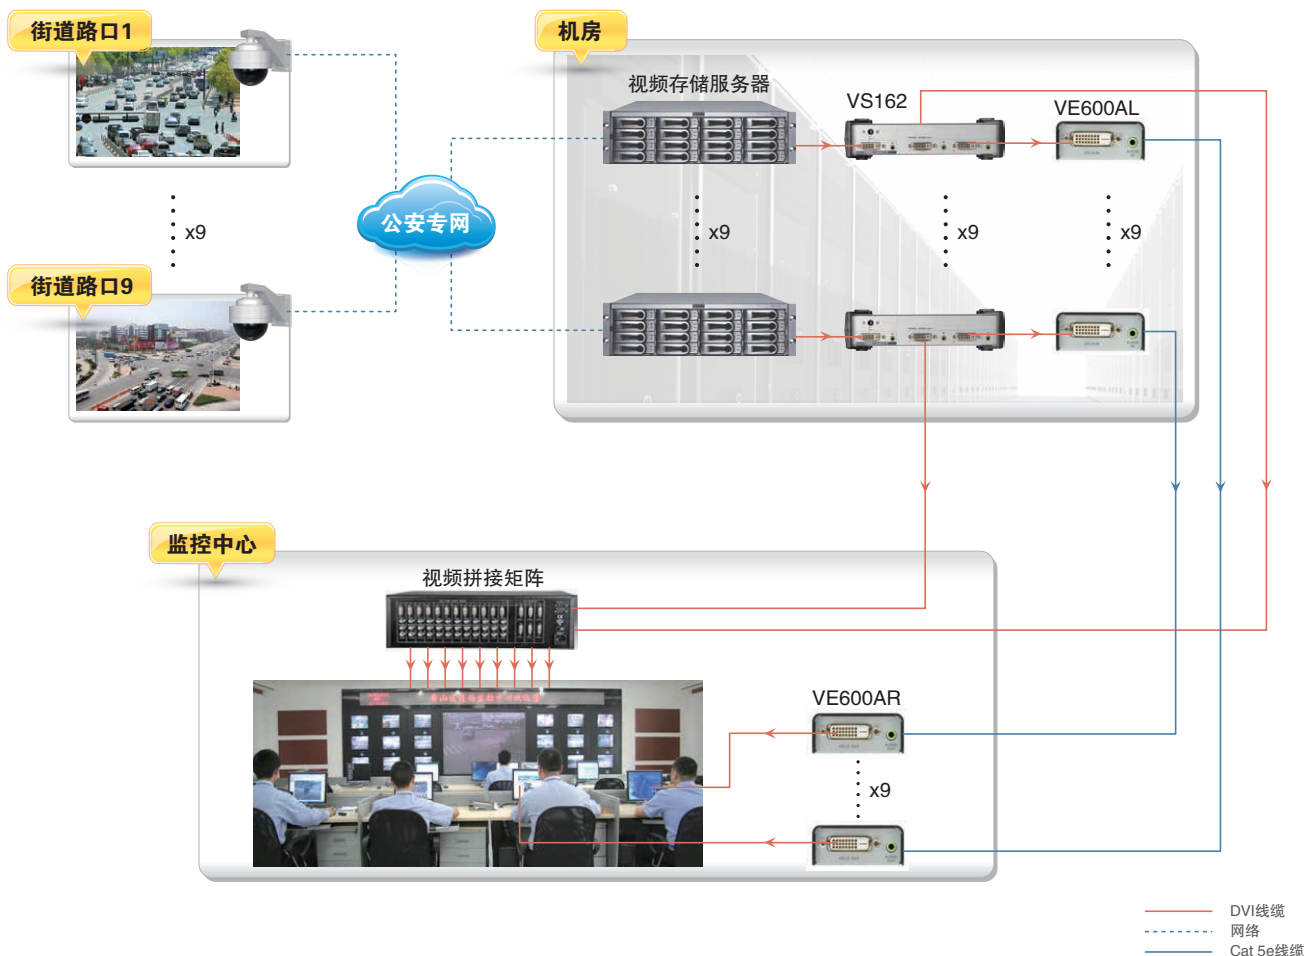 街道路口1
机房
视频存储服务器
VS162
VE600AL
公安专网
x9
x9
x9
x9
街道路口9
监控中心
视频拼接矩阵
VE600AR
x9
DVI线缆
网络
Cat 5e线缆